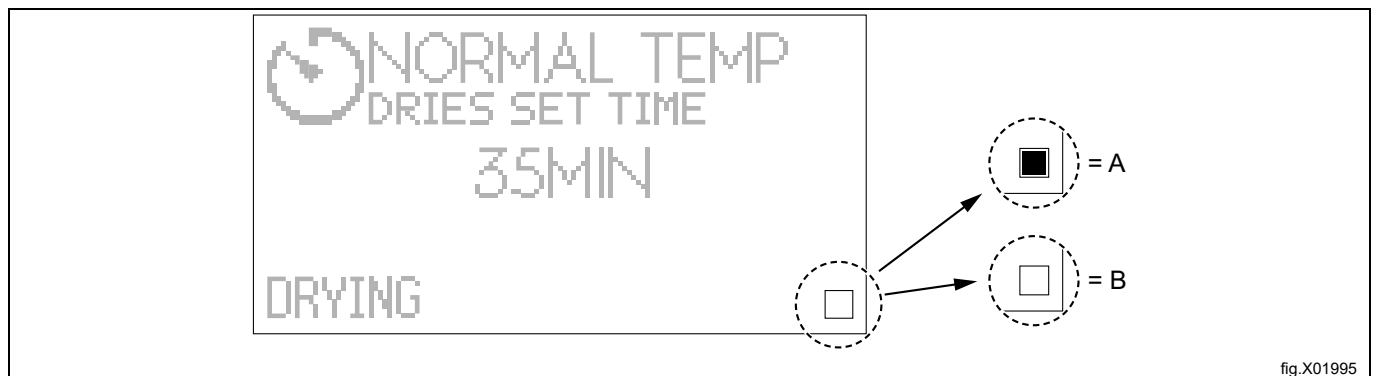 NORMAL TEMP
DRIES SET TIME
35MIN
DRYING
= A
= B
fig.X01995